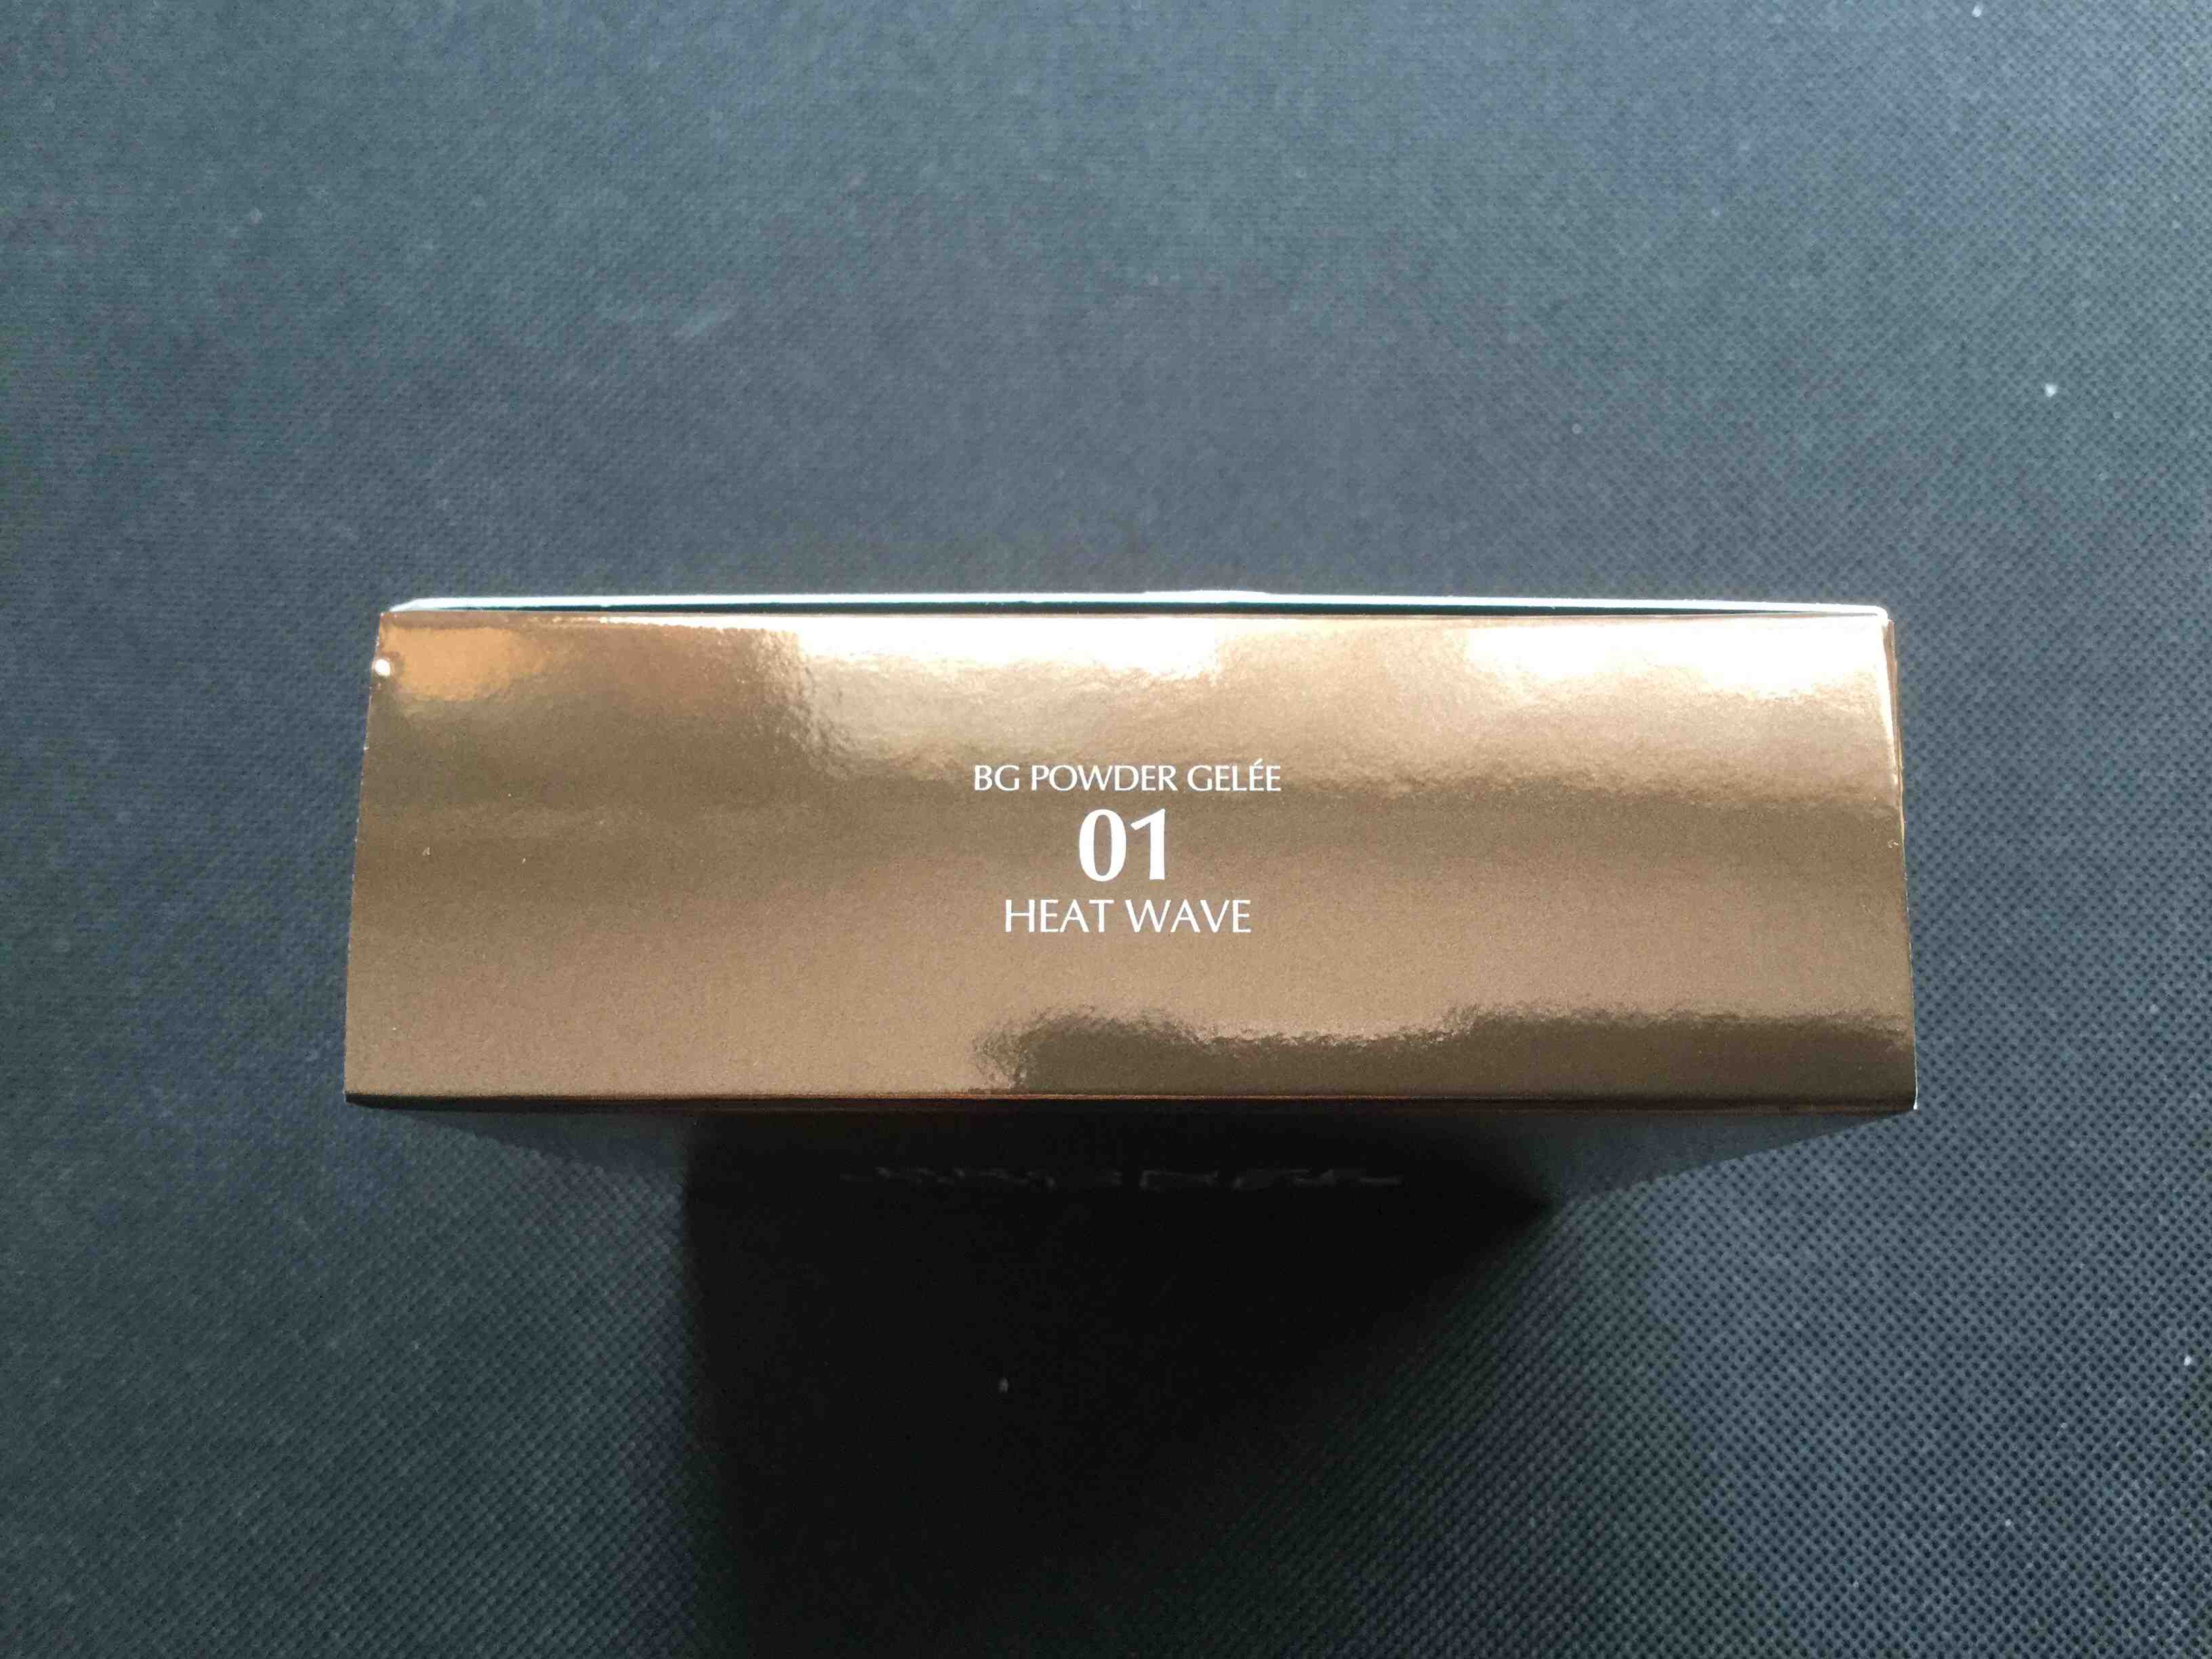 BG POWDER GELÉE
01
HEAT WAVE